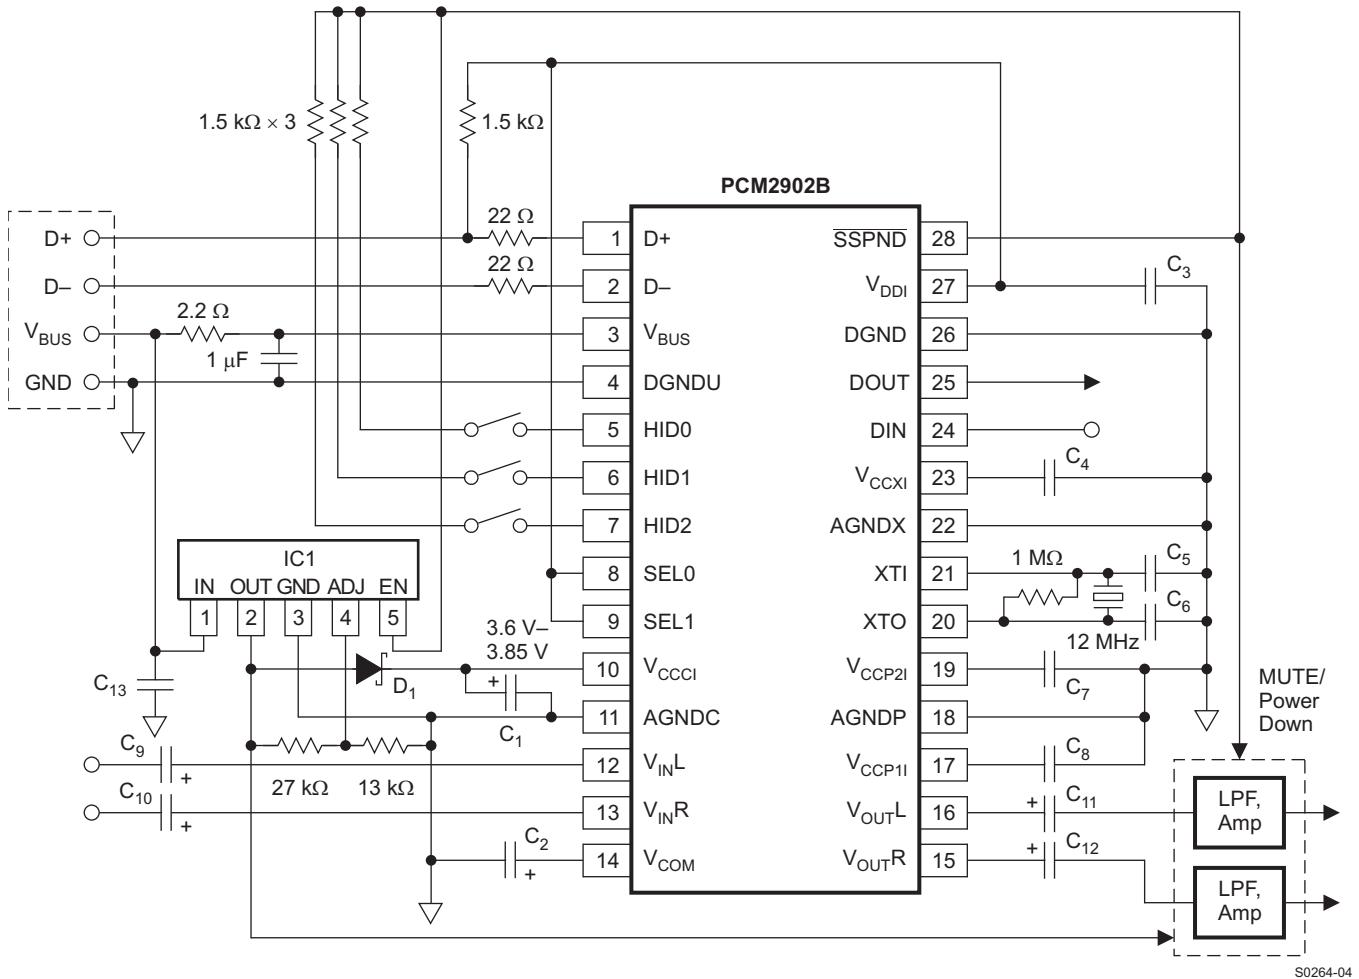 1.5 kΩ × 3
1.5 kΩ
PCM2902B
D+
D–
VBUS
GND
22 Ω
22 Ω
2.2 Ω
1 μF
1 D+
2 D–
3 VBUS
4 DGNDU
5 HID0
6 HID1
7 HID2
8 SEL0
9 SEL1
10 VCCCI
11 AGNDC
12 VINL
13 VINR
14 VCOM
SSPND 28
VDDI 27
DGND 26
DOUT 25
DIN 24
VCCXI 23
AGNDX 22
XTI 21
XTO 20
VCCP2I 19
AGNDP 18
VCCP1I 17
VOUTL 16
VOUTR 15
C3
C4
1 MΩ
C5
C6
12 MHz
C7
C8
+ C11
+ C12
MUTE/
Power
Down
LPF,
Amp
LPF,
Amp
IC1
IN OUT GND ADJ EN
1 2 3 4 5
3.6 V–
3.85 V
D1
+
C1
C13
C9
+
C10
+
27 kΩ 13 kΩ
C2
+
S0264-04